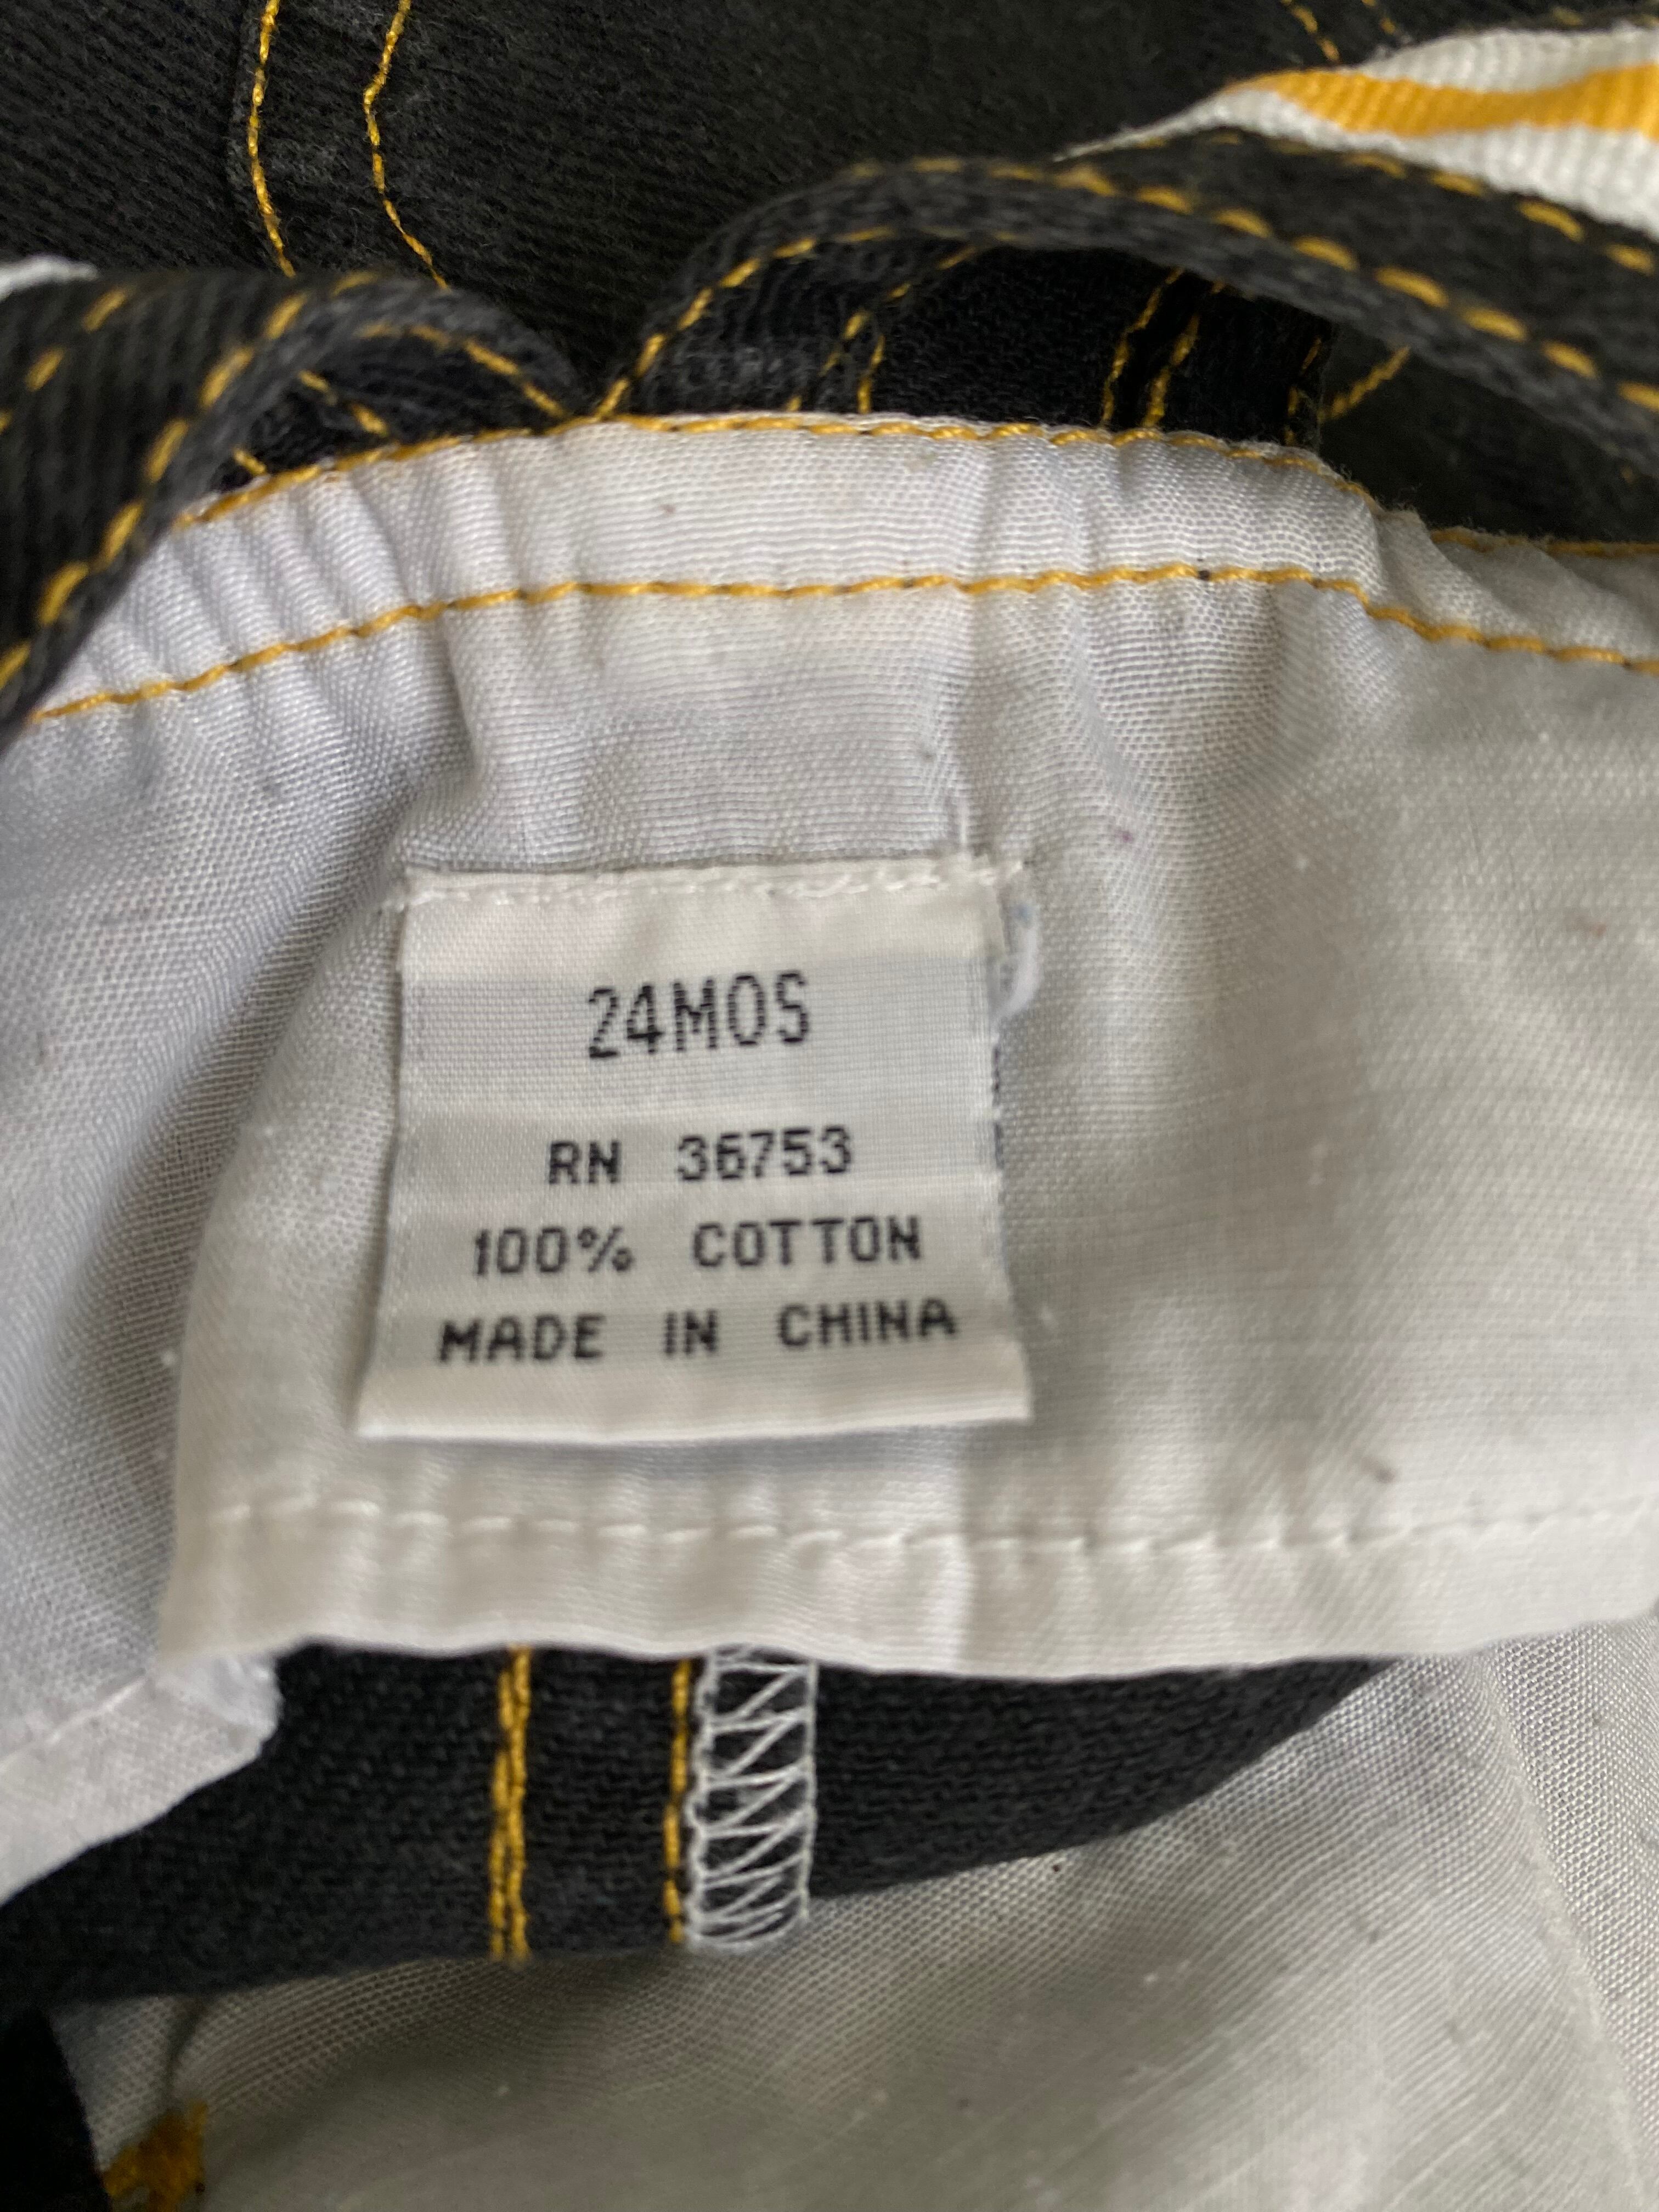 24MOS
RN 36753
100% COTTON
MADE IN CHINA